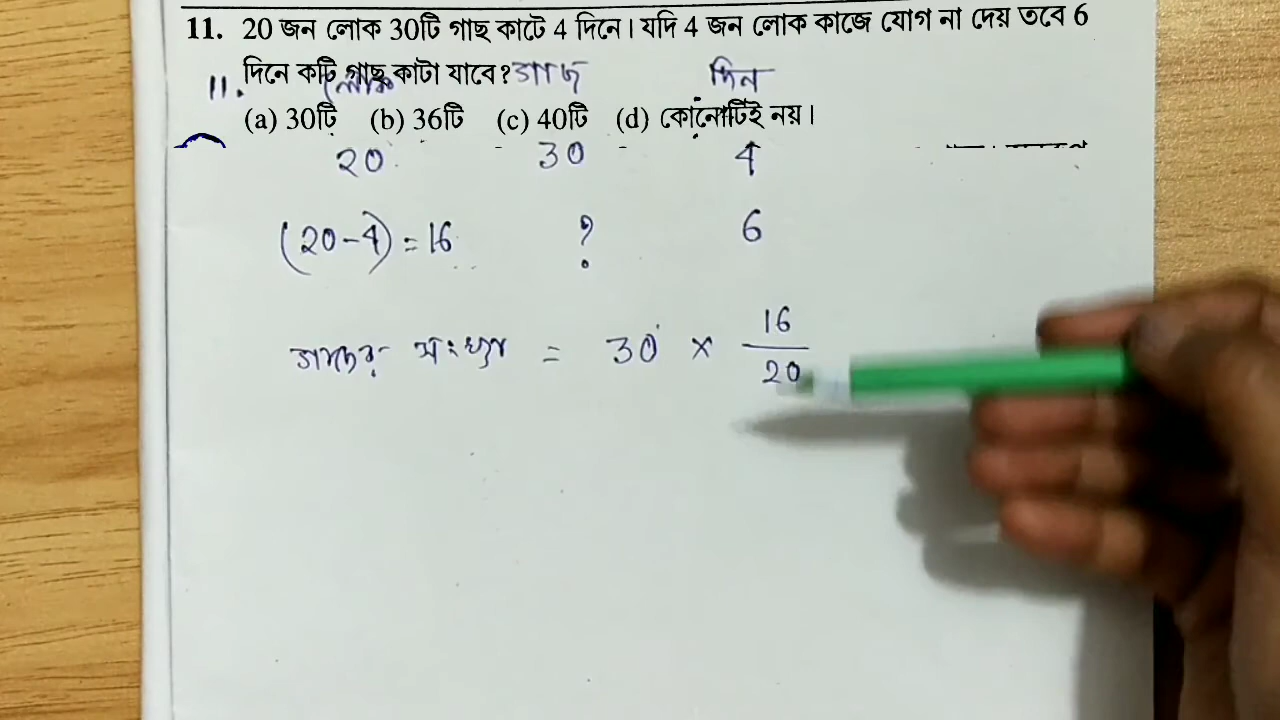 11. 20 জন লোক 30টি গাছ কাটে 4 দিনে। যদি 4 জন লোক কাজে যোগ না দেয় তবে 6
দিনে কটি গাছ কাটা যাবে?
11. লোক গাছ দিন
(a) 30টি (b) 36টি (c) 40টি (d) কোনোটিই নয়।
20 30 4
(20-4)=16 ? 6
গাছের সংখ্যা = 30 × 16
20